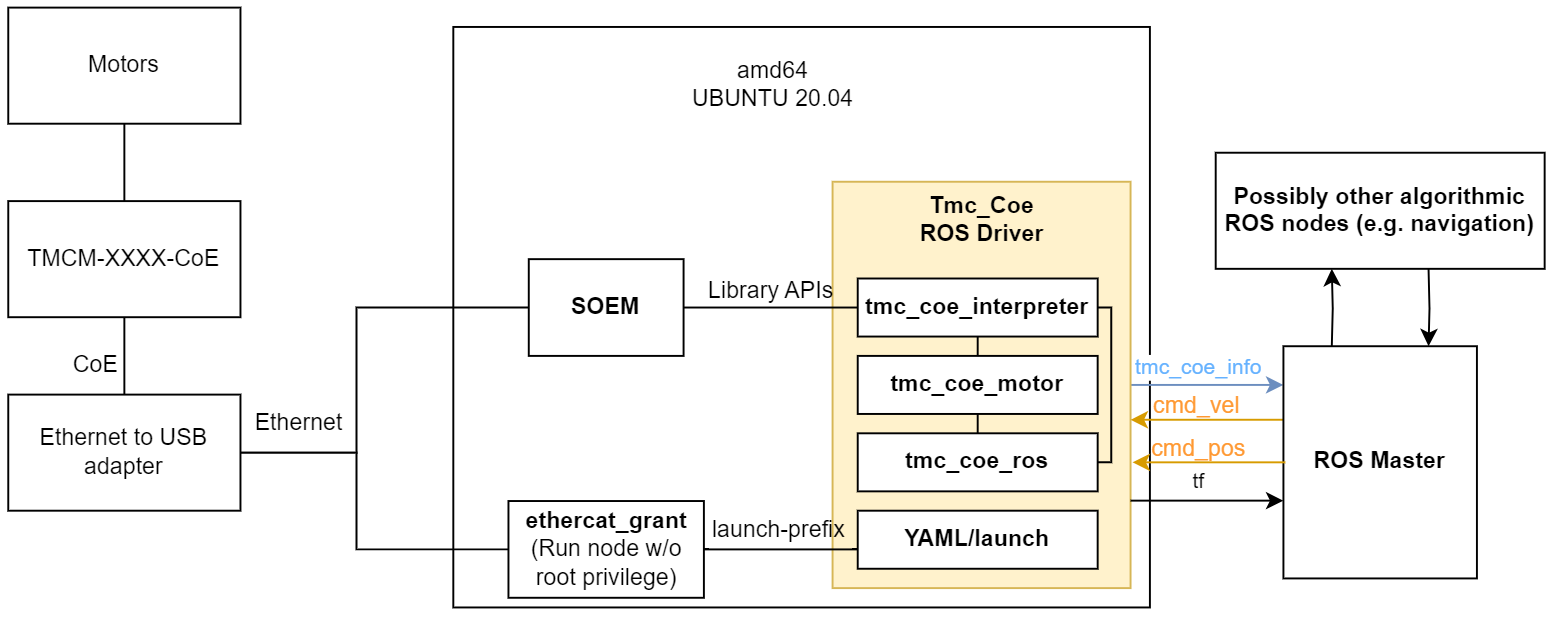 Motors
TMCM-XXXX-CoE
CoE
Ethernet to USB
adapter
Ethernet
amd64
UBUNTU 20.04
SOEM
Library APIs
ethercat_grant
(Run node w/o
root privilege)
launch-prefix
Tmc_Coe
ROS Driver
tmc_coe_interpreter
tmc_coe_motor
tmc_coe_ros
YAML/launch
tmc_coe_info
cmd_vel
cmd_pos
tf
Possibly other algorithmic
ROS nodes (e.g. navigation)
ROS Master